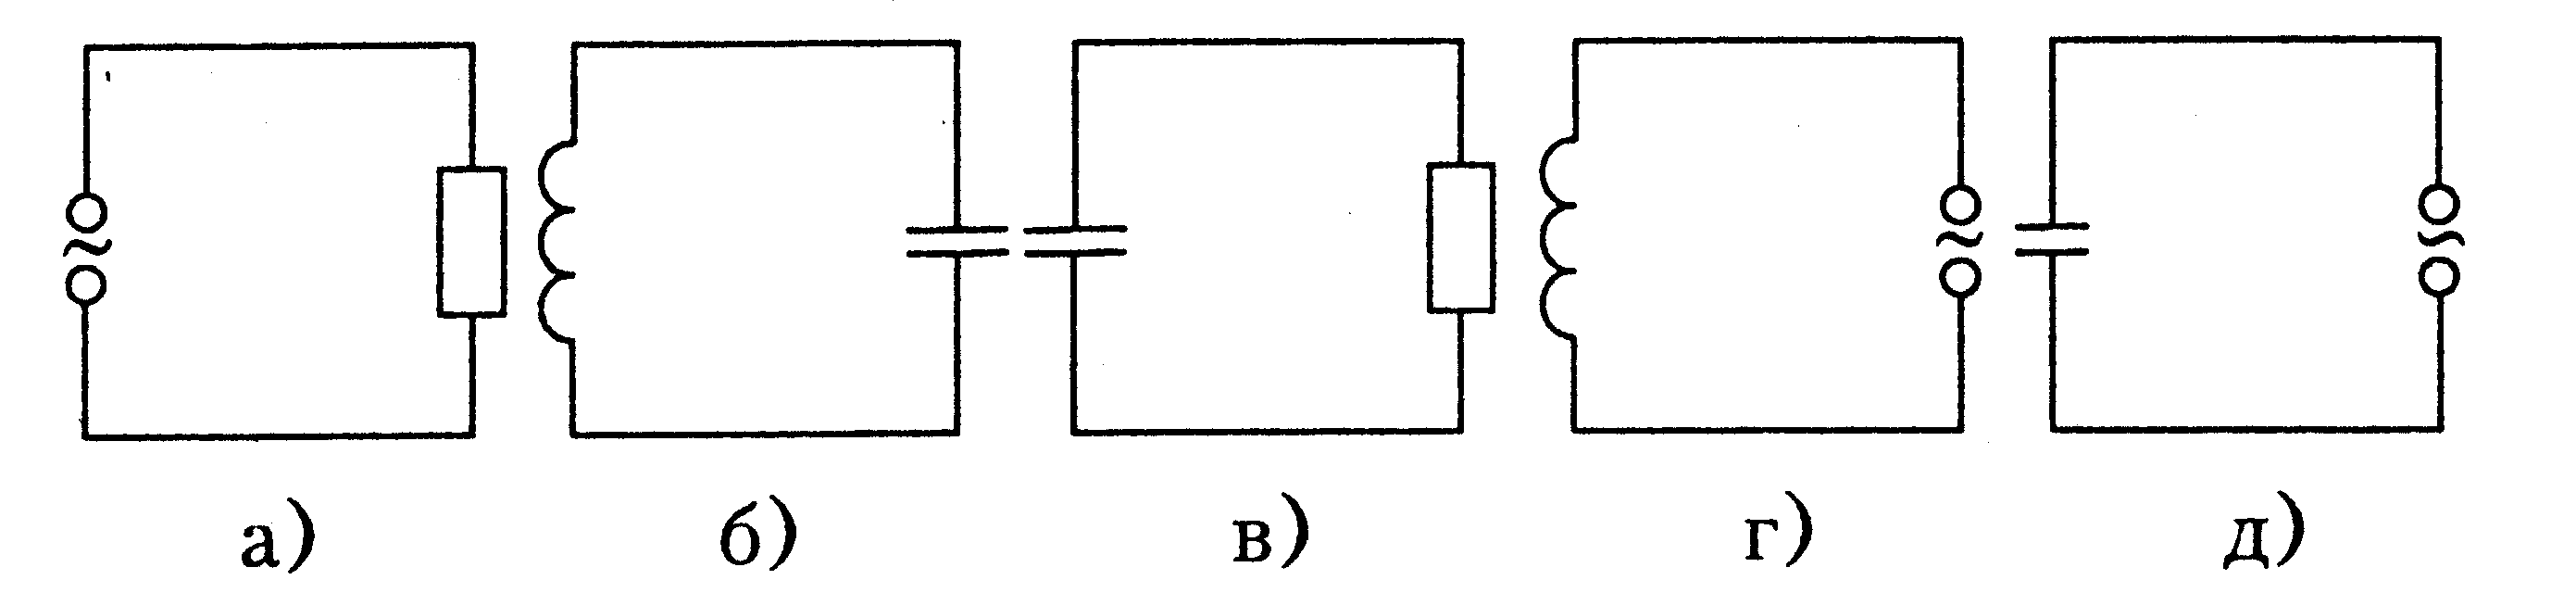 а) б) в) г) д)